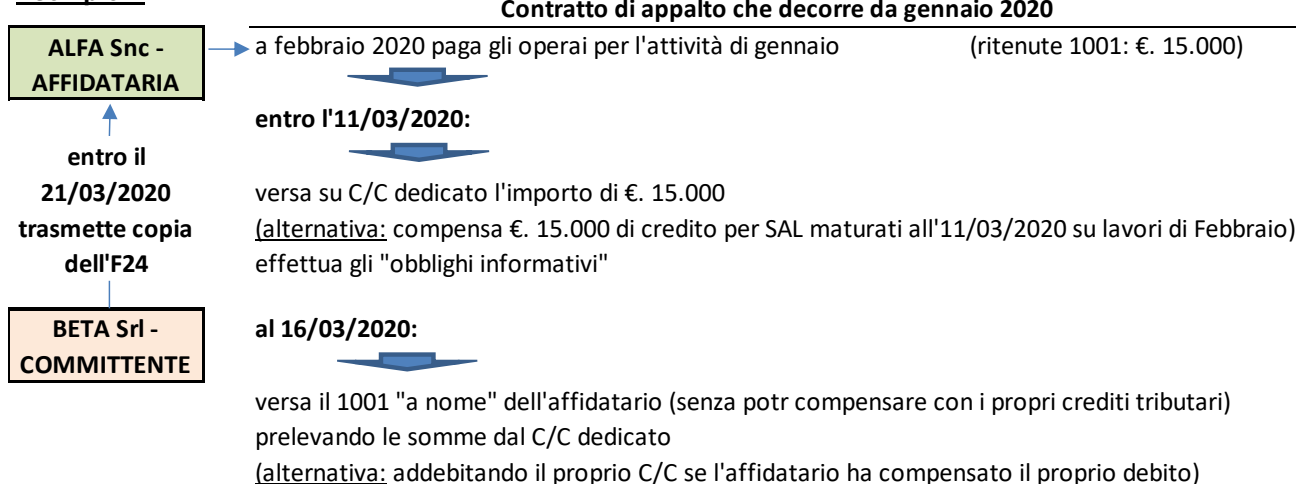 Contratto di appalto che decorre da gennaio 2020
ALFA Snc -
AFFIDATARIA
a febbraio 2020 paga gli operai per l'attività di gennaio (ritenute 1001: €. 15.000)
entro l'11/03/2020:
entro il
21/03/2020
trasmette copia
dell'F24
versa su C/C dedicato l'importo di €. 15.000
(alternativa: compensa €. 15.000 di credito per SAL maturati all'11/03/2020 su lavori di Febbraio)
effettua gli "obblighi informativi"
BETA Srl -
COMMITTENTE
al 16/03/2020:
versa il 1001 "a nome" dell'affidatario (senza potr compensare con i propri crediti tributari)
prelevando le somme dal C/C dedicato
(alternativa: addebitando il proprio C/C se l'affidatario ha compensato il proprio debito)